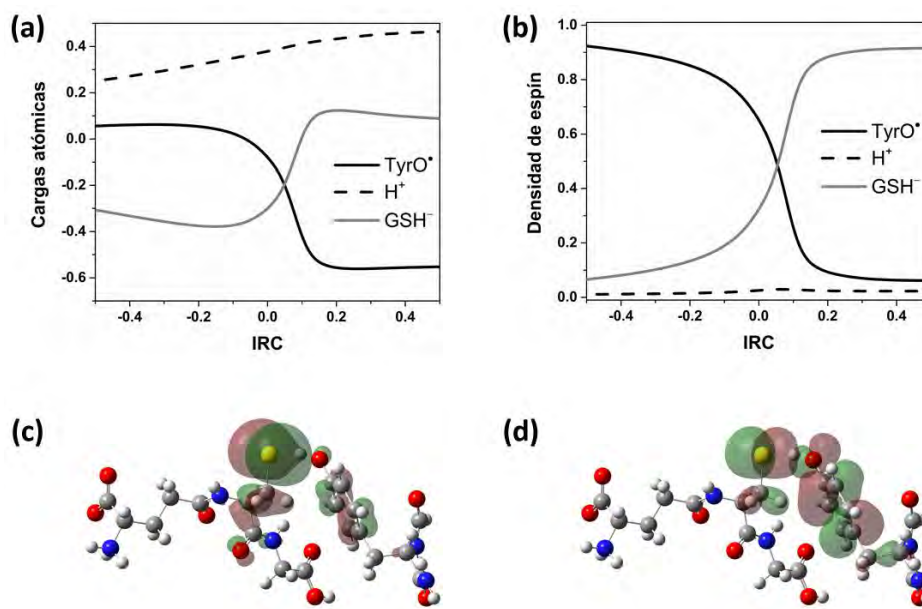 (a)
Cargas atómicas
0.4
0.2
0.0
-0.2
-0.4
-0.6
TyrO•
H⁺
GSH⁻
-0.4 -0.2 0.0 0.2 0.4
IRC
(b)
Densidad de espín
1.0
0.8
0.6
0.4
0.2
0.0
TyrO•
H⁺
GSH⁻
-0.4 -0.2 0.0 0.2 0.4
IRC
(c)
(d)